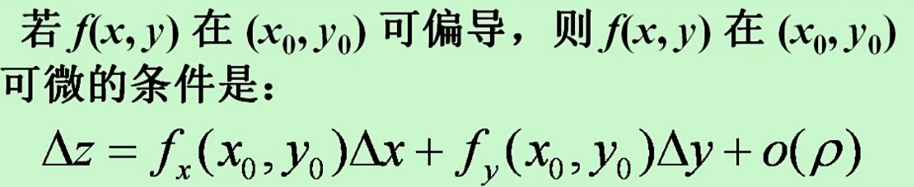 若 f(x, y) 在 (x₀, y₀) 可偏导，则 f(x, y) 在 (x₀, y₀)
可微的条件是：
Δz = fₓ(x₀, y₀)Δx + f_y(x₀, y₀)Δy + o(ρ)